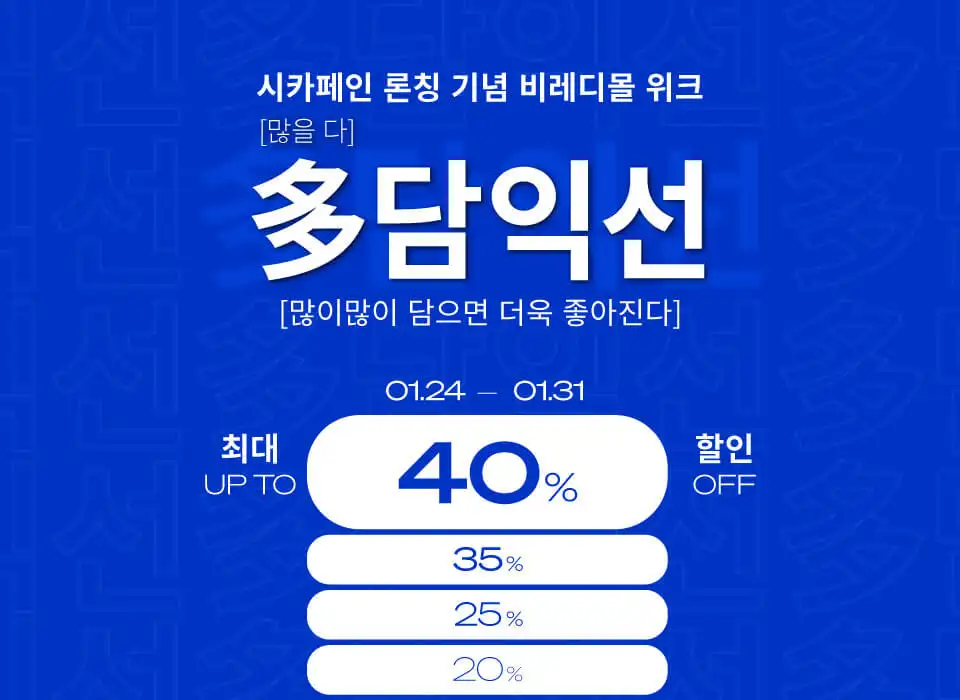 시카페인 론칭 기념 비레디몰 위크
[많을 다]
多담익선
[많이많이 담으면 더욱 좋아진다]
01.24 — 01.31
최대 40% 할인
UP TO OFF
35%
25%
20%